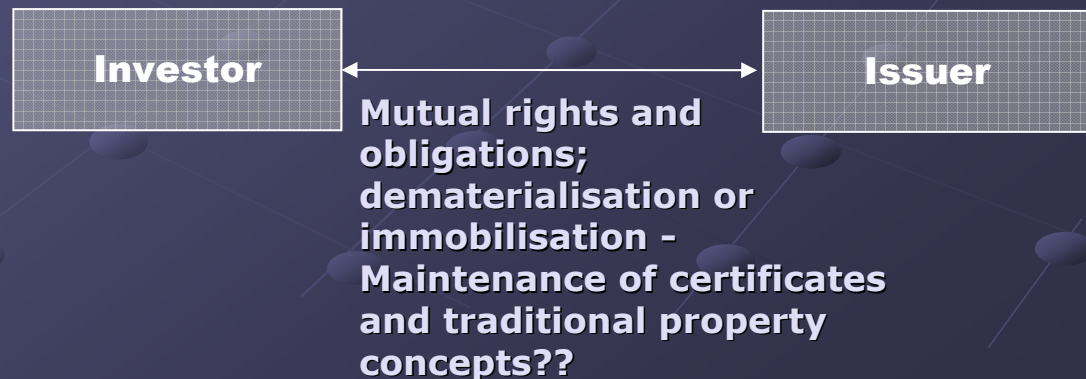 Investor
Issuer
Mutual rights and
obligations;
dematerialisation or
immobilisation -
Maintenance of certificates
and traditional property
concepts??